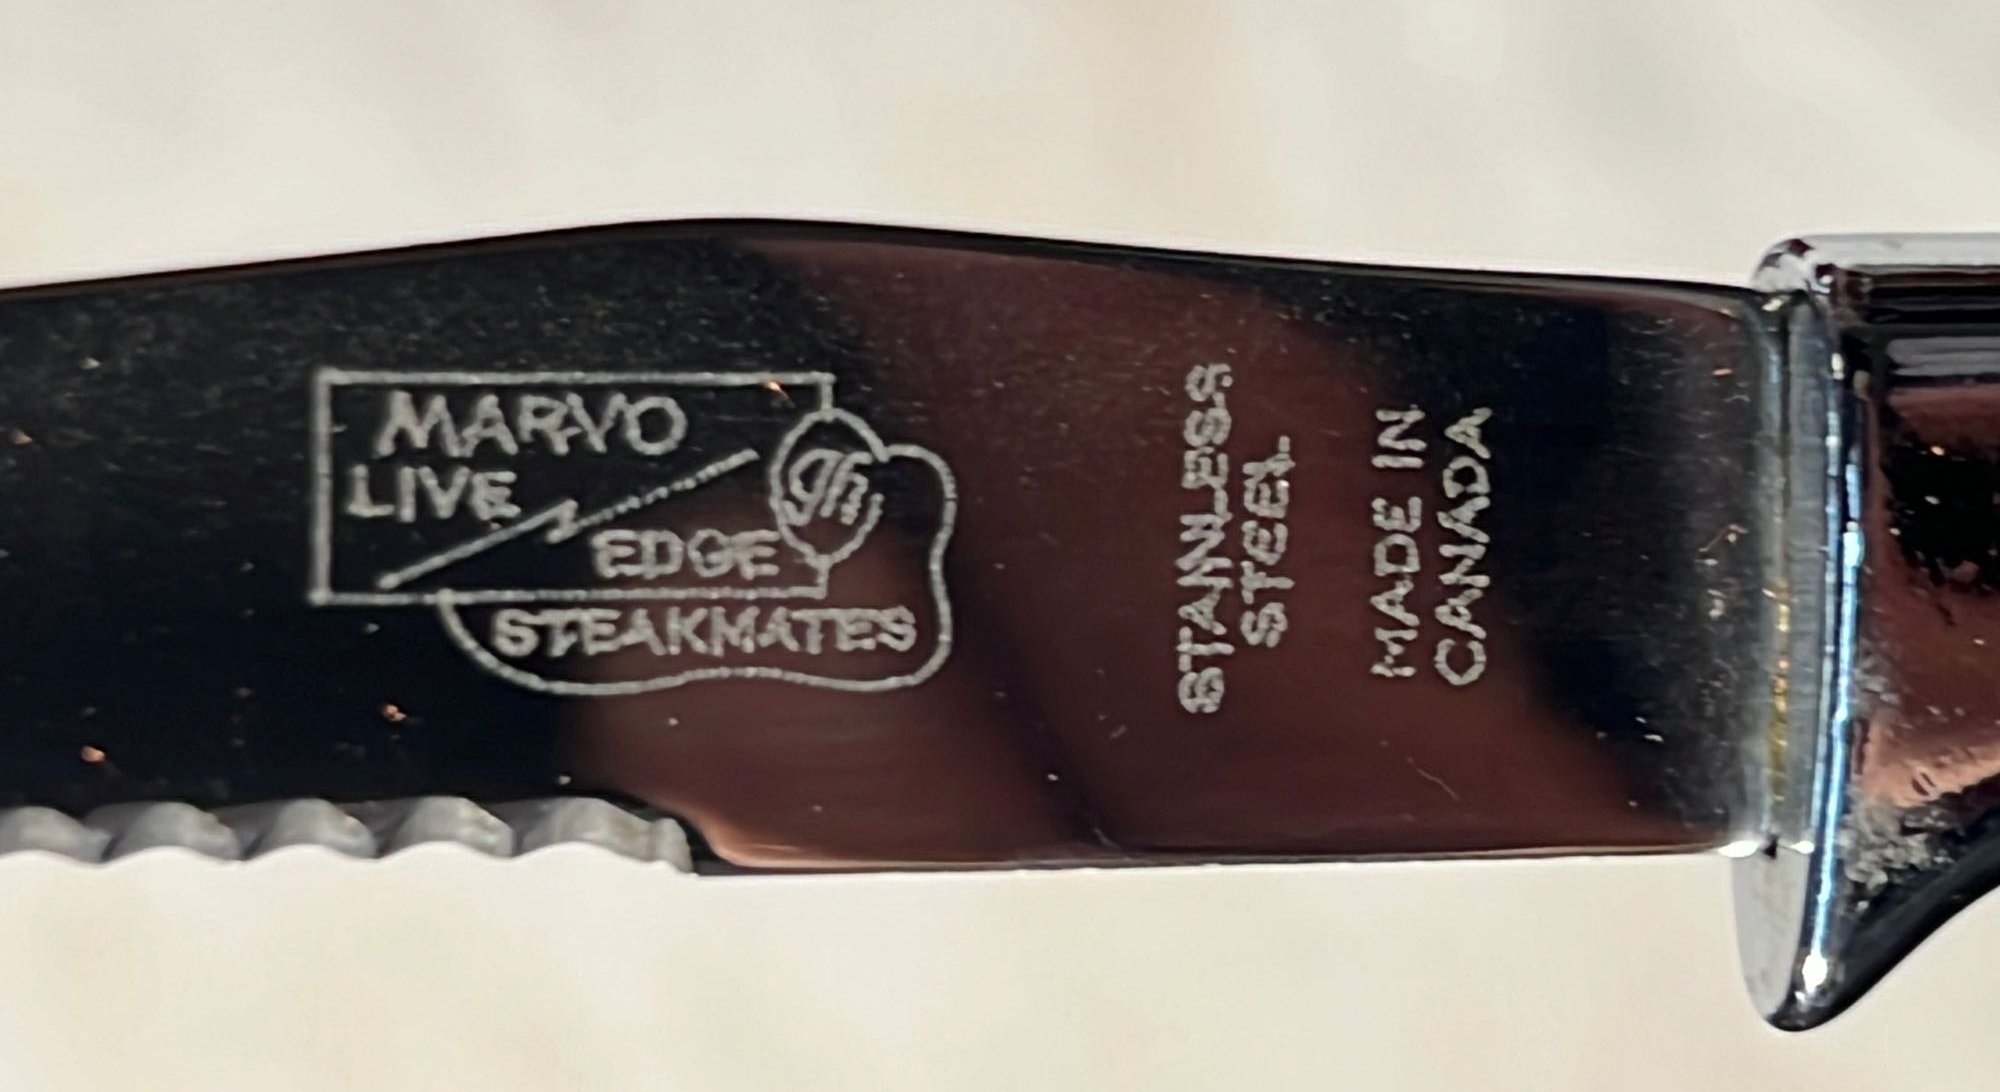 MARVO
LIVE
EDGE
STEAKMATES
STAINLESS
STEEL
MADE IN
CANADA